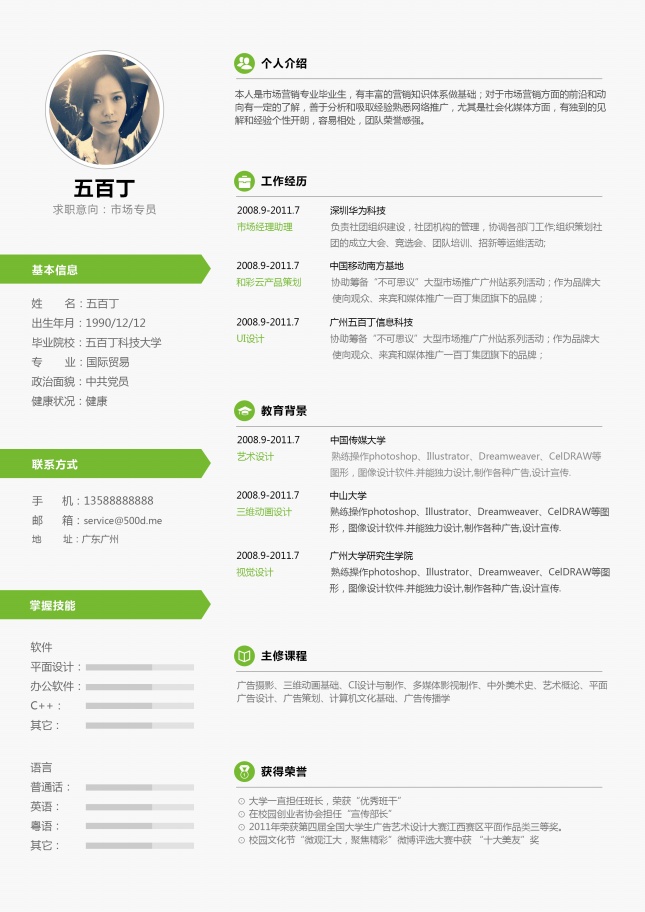 五百丁
求职意向：市场专员
基本信息
姓　　名：五百丁
出生年月：1990/12/12
毕业院校：五百丁科技大学
专　　业：国际贸易
政治面貌：中共党员
健康状况：健康
联系方式
手　　机：13588888888
邮　　箱：service@500d.me
地　　址：广东广州
掌握技能
软件
平面设计：
办公软件：
C++：
其它：
语言
普通话：
英语：
粤语：
其它：
个人介绍
本人是市场营销专业毕业生，有丰富的营销知识体系做基础；对于市场营销方面的前沿和动
向有一定的了解，善于分析和吸取经验熟悉网络推广，尤其是社会化媒体方面，有独到的见
解和经验个性开朗，容易相处，团队荣誉感强。
工作经历
2008.9-2011.7 深圳华为科技
市场经理助理 负责社团组织建设，社团机构的管理，协调各部门工作;组织策划社
团的成立大会、竞选会、团队培训、招新等运维活动;
2008.9-2011.7 中国移动南方基地
和彩云产品策划 协助筹备“不可思议”大型市场推广广州站系列活动；作为品牌大
使向观众、来宾和媒体推广一百丁集团旗下的品牌；
2008.9-2011.7 广州五百丁信息科技
UI设计 协助筹备“不可思议”大型市场推广广州站系列活动；作为品牌大
使向观众、来宾和媒体推广一百丁集团旗下的品牌；
教育背景
2008.9-2011.7 中国传媒大学
艺术设计 熟练操作photoshop、Illustrator、Dreamweaver、CelDRAW等
图形，图像设计软件.并能独力设计,制作各种广告,设计宣传.
2008.9-2011.7 中山大学
三维动画设计 熟练操作photoshop、Illustrator、Dreamweaver、CelDRAW等图
形，图像设计软件.并能独力设计,制作各种广告,设计宣传.
2008.9-2011.7 广州大学研究生学院
视觉设计 熟练操作photoshop、Illustrator、Dreamweaver、CelDRAW等图
形，图像设计软件.并能独力设计,制作各种广告,设计宣传.
主修课程
广告摄影、三维动画基础、CI设计与制作、多媒体影视制作、中外美术史、艺术概论、平面
广告设计、广告策划、计算机文化基础、广告传播学
获得荣誉
⊙ 大学一直担任班长，荣获“优秀班干”
⊙ 在校园创业者协会担任“宣传部长”
⊙ 2011年荣获第四届全国大学生广告艺术设计大赛江西赛区平面作品类三等奖。
⊙ 校园文化节“微观江大，聚焦精彩”微博评选大赛中获 “十大美友”奖